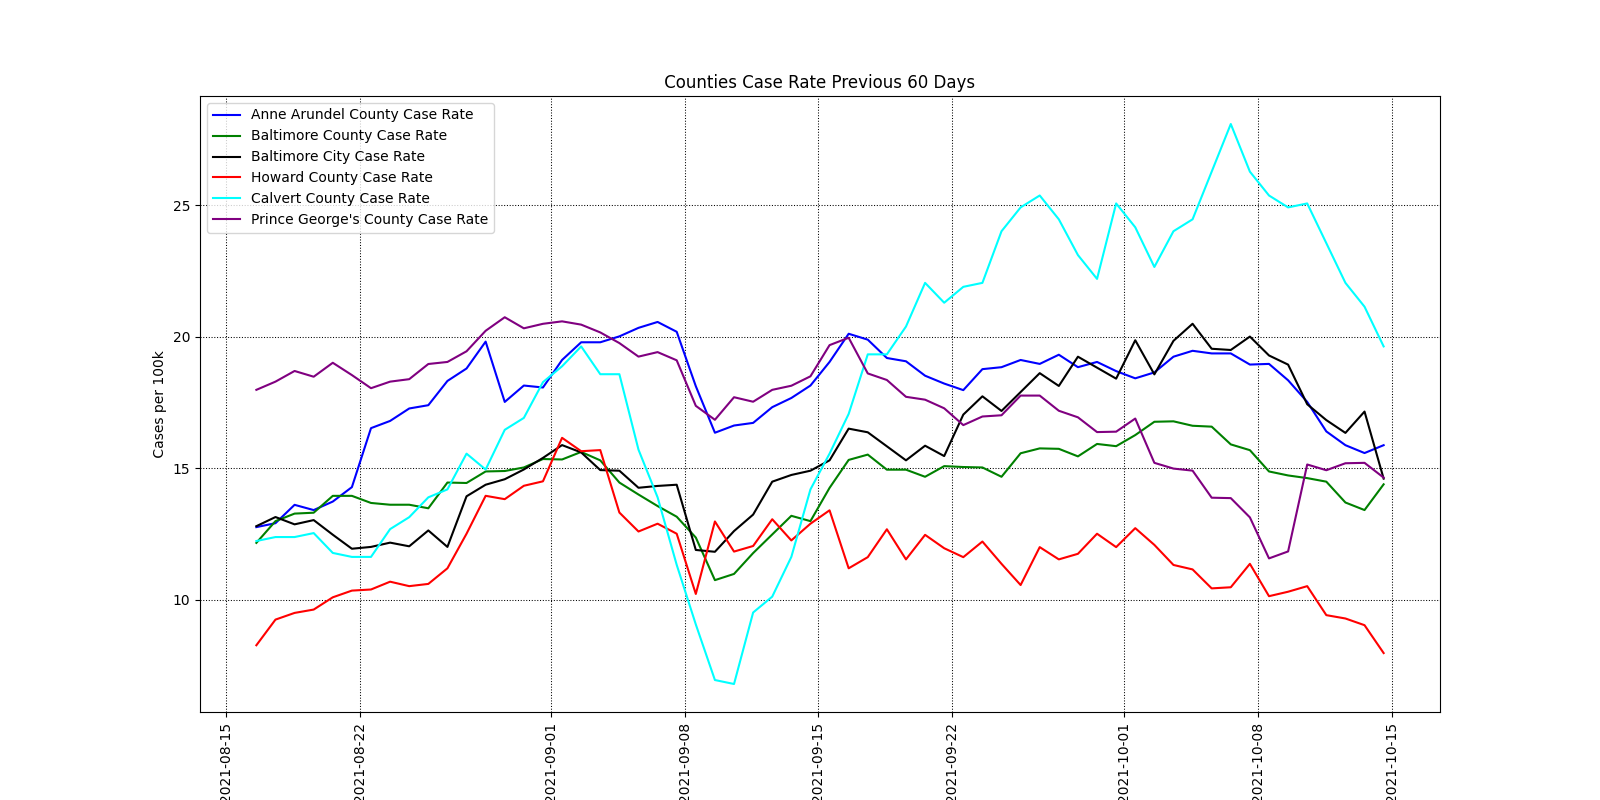 Counties Case Rate Previous 60 Days
Anne Arundel County Case Rate
Baltimore County Case Rate
Baltimore City Case Rate
Howard County Case Rate
Calvert County Case Rate
Prince George's County Case Rate
Cases per 100k
25
20
15
10
2021-08-15
2021-08-22
2021-09-01
2021-09-08
2021-09-15
2021-09-22
2021-10-01
2021-10-08
2021-10-15